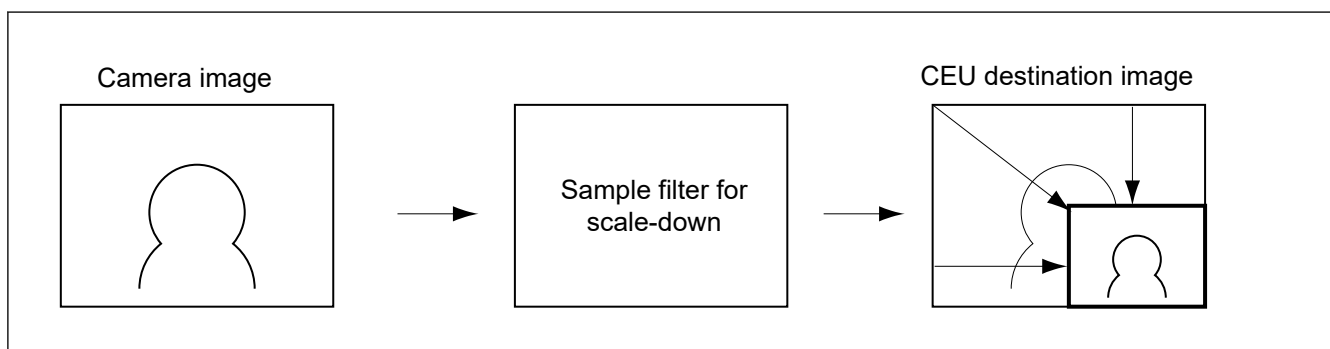 Camera image
CEU destination image
Sample filter for
scale-down